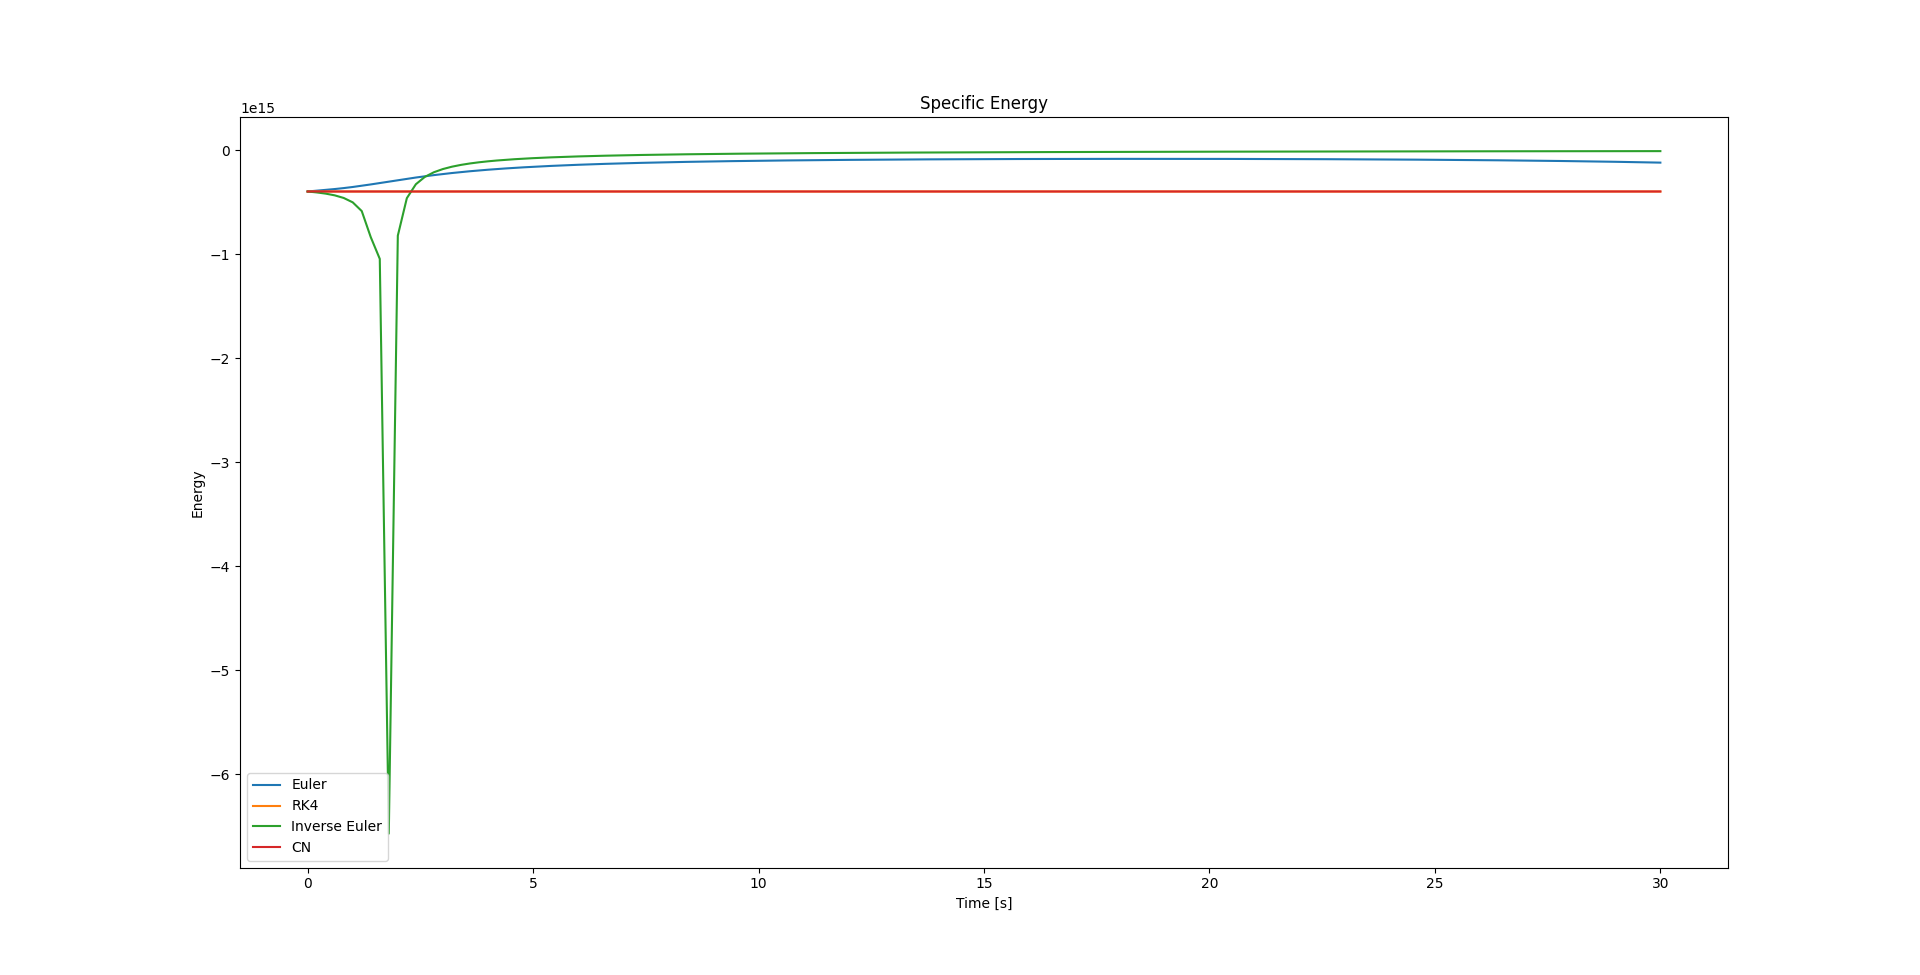 Specific Energy
1e15
0
−1
−2
−3
−4
−5
−6
Energy
Euler
RK4
Inverse Euler
CN
0 5 10 15 20 25 30
Time [s]